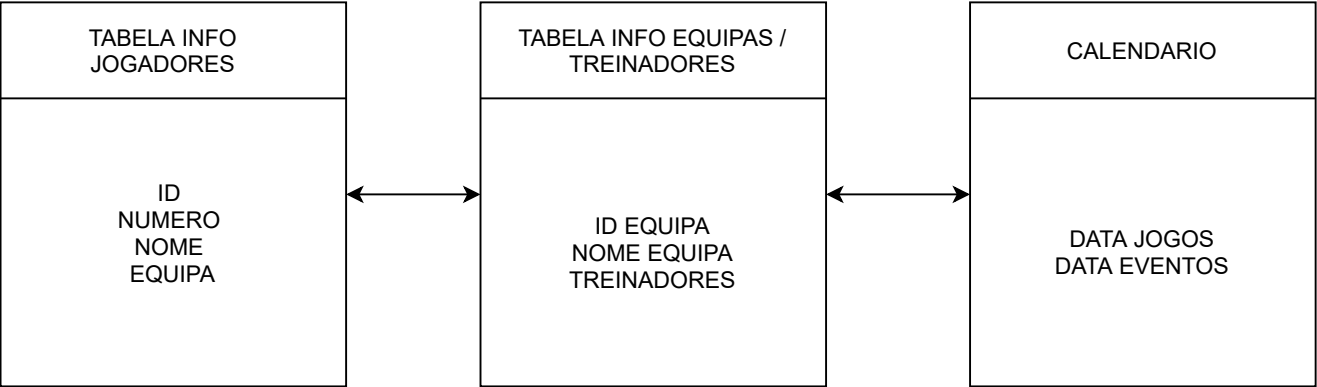 TABELA INFO
JOGADORES
ID
NUMERO
NOME
EQUIPA
TABELA INFO EQUIPAS /
TREINADORES
ID EQUIPA
NOME EQUIPA
TREINADORES
CALENDARIO
DATA JOGOS
DATA EVENTOS